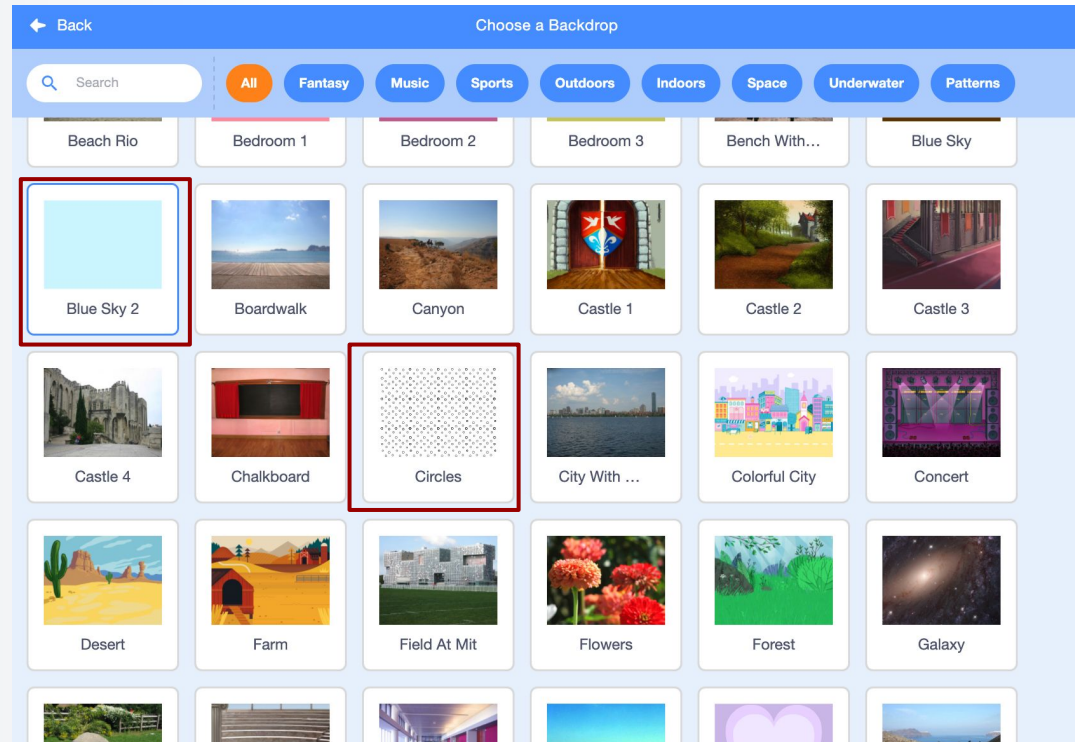 Back
Choose a Backdrop
Search
All
Fantasy
Music
Sports
Outdoors
Indoors
Space
Underwater
Patterns
Beach Rio
Bedroom 1
Bedroom 2
Bedroom 3
Bench With...
Blue Sky
Blue Sky 2
Boardwalk
Canyon
Castle 1
Castle 2
Castle 3
Castle 4
Chalkboard
Circles
City With ...
Colorful City
Concert
Desert
Farm
Field At Mit
Flowers
Forest
Galaxy